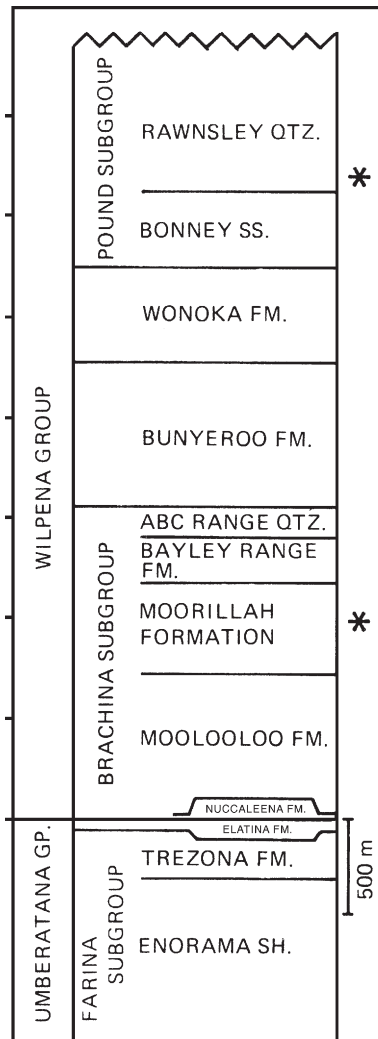 WILPENA GROUP
POUND SUBGROUP
RAWNSLEY QTZ.
*
BONNEY SS.
WONOKA FM.
BUNYEROO FM.
BRACHINA SUBGROUP
ABC RANGE QTZ.
BAYLEY RANGE
FM.
MOORILLAH
FORMATION
*
MOOLOOLOO FM.
NUCCALEENA FM.
UMBERATANA GP.
FARINA
SUBGROUP
ELATINA FM.
TREZONA FM.
ENORAMA SH.
500 m